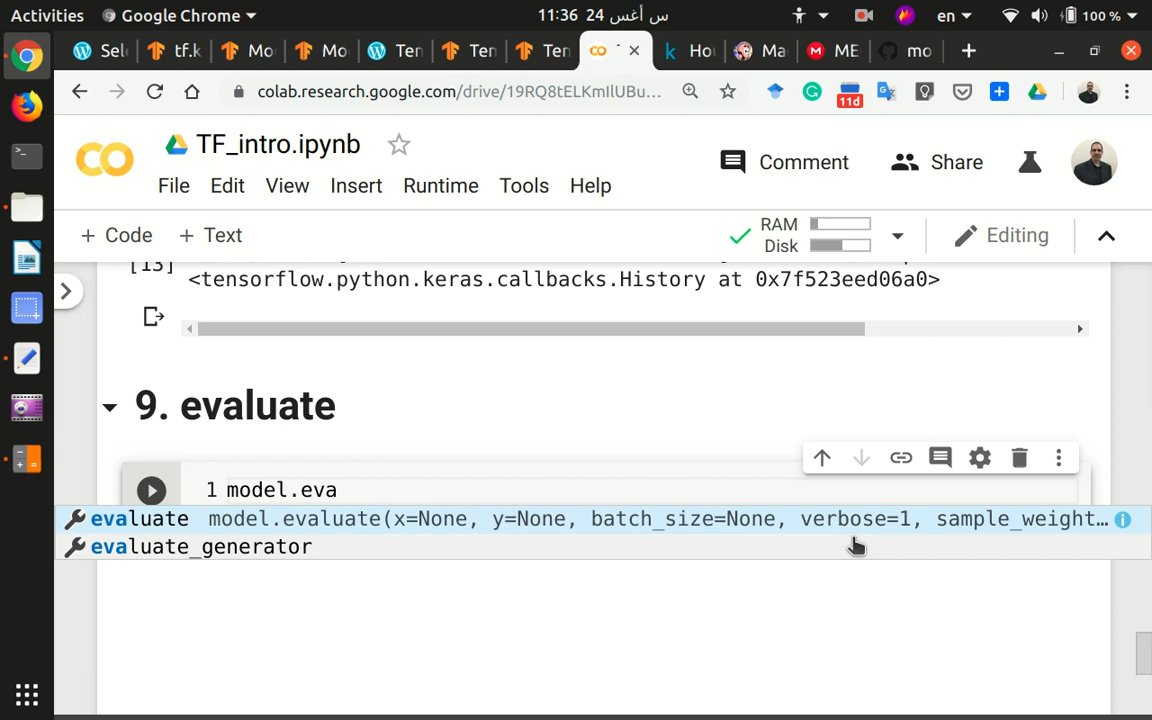 Activities Google Chrome 11:36 24 س أغس en 100 %
Sel tf.k Mo Mo Ten Ten Ten Hou Ma ME mo
colab.research.google.com/drive/19RQ8tELKmIlUBu... 11d
TF_intro.ipynb
Comment Share
File Edit View Insert Runtime Tools Help
+ Code + Text RAM Disk Editing
[13]
<tensorflow.python.keras.callbacks.History at 0x7f523eed06a0>
9. evaluate
1 model.eva
evaluate model.evaluate(x=None, y=None, batch_size=None, verbose=1, sample_weight…
evaluate_generator